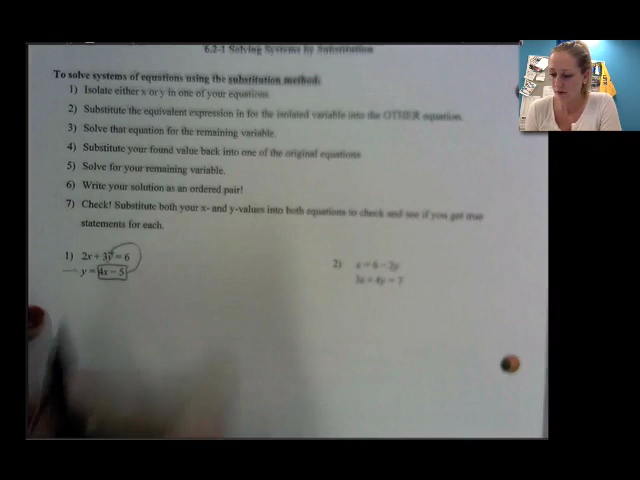 6.2-1 Solving Systems by Substitution
To solve systems of equations using the substitution method:
1) Isolate either x or y in one of your equations
2) Substitute the equivalent expression in for the isolated variable into the OTHER equation.
3) Solve that equation for the remaining variable.
4) Substitute your found value back into one of the original equations
5) Solve for your remaining variable.
6) Write your solution as an ordered pair!
7) Check! Substitute both your x- and y-values into both equations to check and see if you get true
statements for each.
1) 2x + 3y = 6
y = 4x − 5
2) x = 6 − 2y
3x + 4y = 7